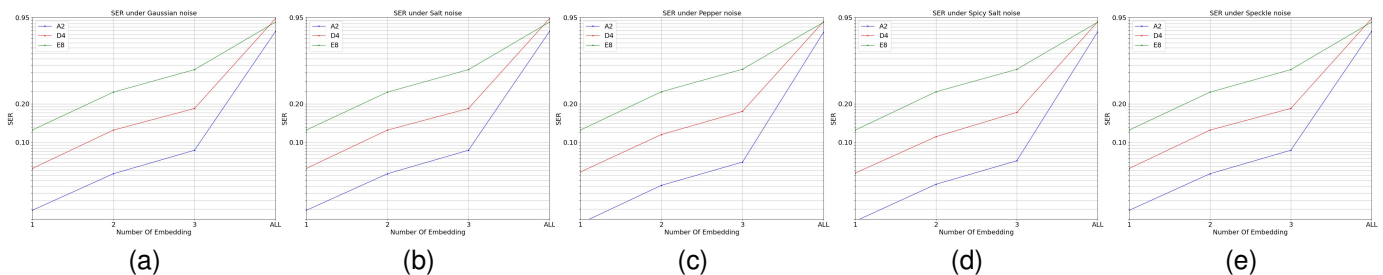 SER under Gaussian noise
0.95
A2
D4
E8
0.20
SER
0.10
1 2 3 ALL
Number Of Embedding
(a)
SER under Salt noise
0.95
A2
D4
E8
0.20
SER
0.10
1 2 3 ALL
Number Of Embedding
(b)
SER under Pepper noise
0.95
A2
D4
E8
0.20
SER
0.10
1 2 3 ALL
Number Of Embedding
(c)
SER under Spicy Salt noise
0.95
A2
D4
E8
0.20
SER
0.10
1 2 3 ALL
Number Of Embedding
(d)
SER under Speckle noise
0.95
A2
D4
E8
0.20
SER
0.10
1 2 3 ALL
Number Of Embedding
(e)